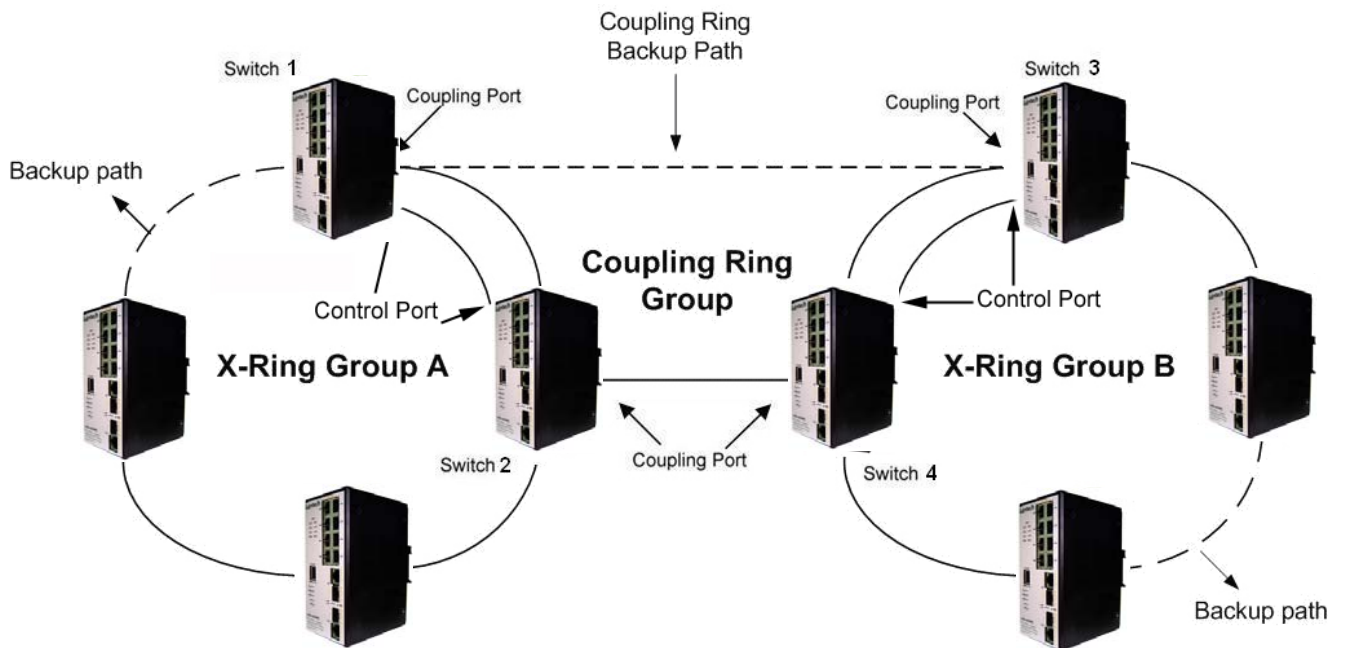 Coupling Ring
Backup Path
Switch 1
Switch 3
Coupling Port
Coupling Port
Backup path
Coupling Ring
Group
Control Port
Control Port
X-Ring Group A
X-Ring Group B
Switch 2
Coupling Port
Switch 4
Backup path